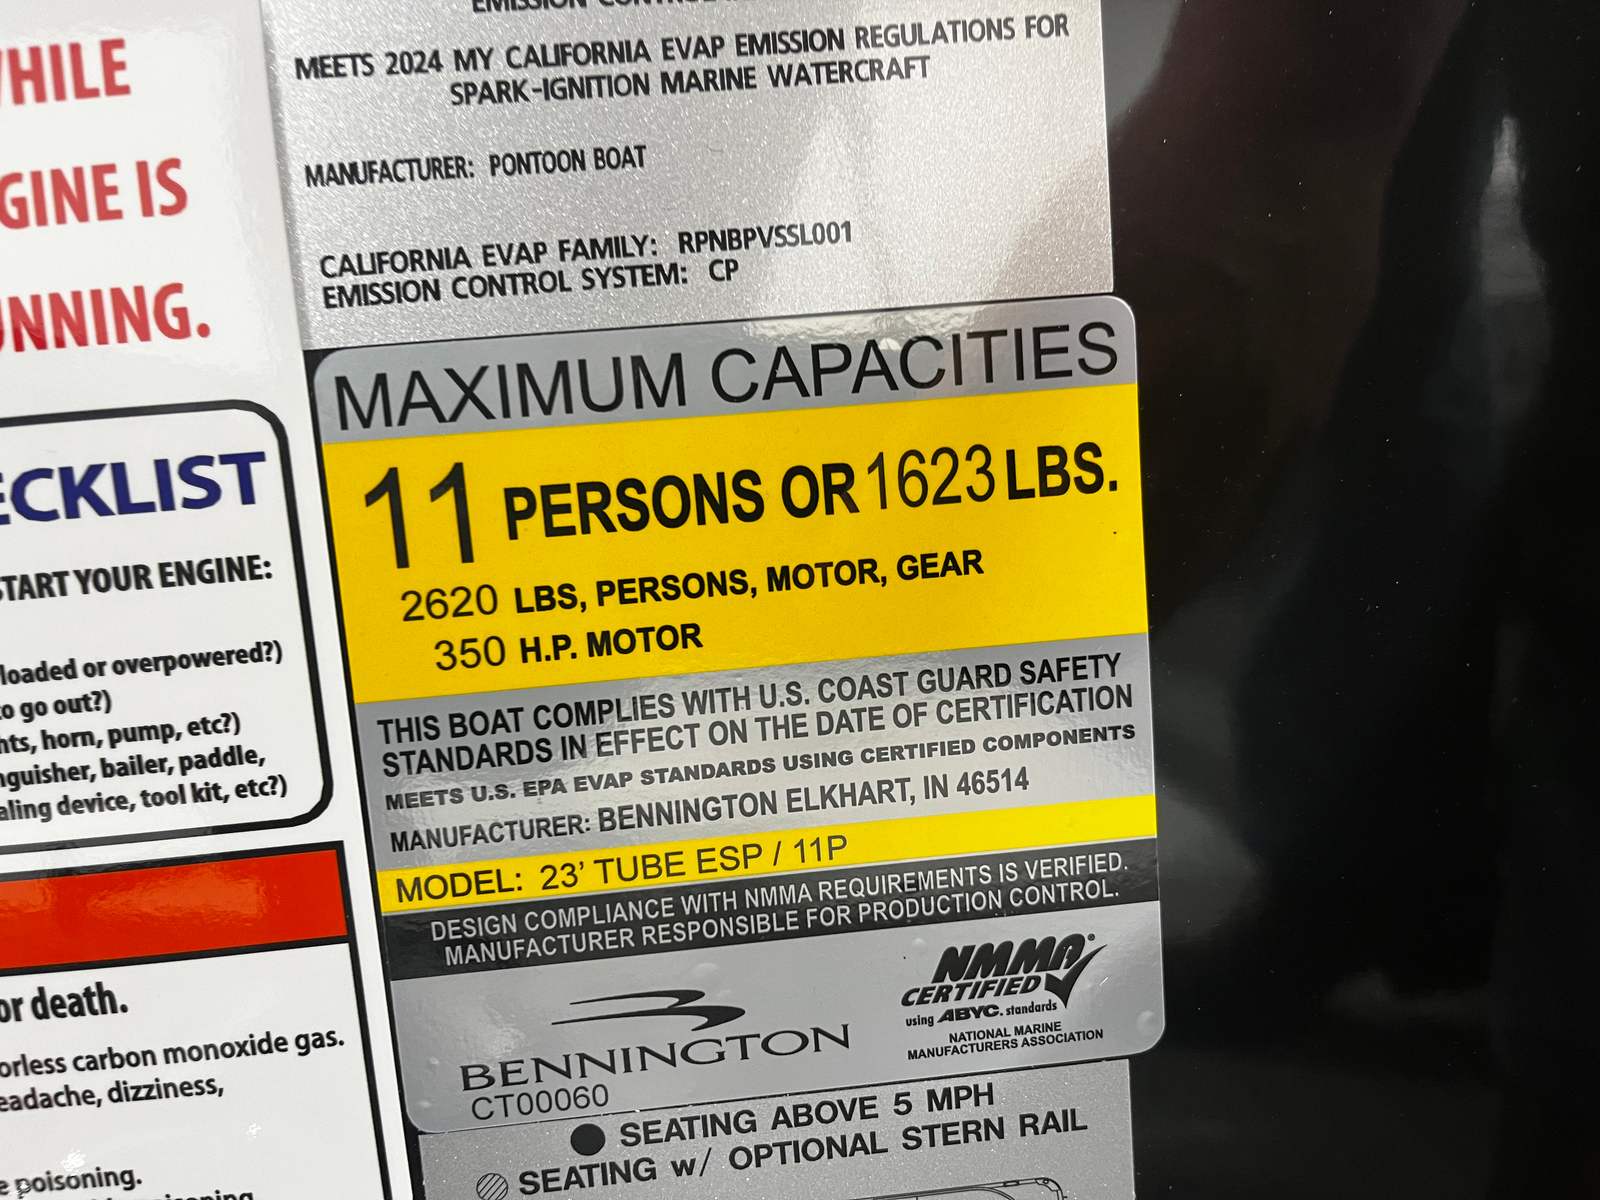 WHILE
GINE IS
UNNING.
ECKLIST
START YOUR ENGINE:
loaded or overpowered?)
to go out?)
hts, horn, pump, etc?)
nguisher, bailer, paddle,
aling device, tool kit, etc?)
or death.
orless carbon monoxide gas.
eadache, dizziness,
e poisoning.
MEETS 2024 MY CALIFORNIA EVAP EMISSION REGULATIONS FOR
SPARK-IGNITION MARINE WATERCRAFT
MANUFACTURER: PONTOON BOAT
CALIFORNIA EVAP FAMILY: RPNBPVSSL001
EMISSION CONTROL SYSTEM: CP
MAXIMUM CAPACITIES
11 PERSONS OR 1623 LBS.
2620 LBS, PERSONS, MOTOR, GEAR
350 H.P. MOTOR
THIS BOAT COMPLIES WITH U.S. COAST GUARD SAFETY
STANDARDS IN EFFECT ON THE DATE OF CERTIFICATION
MEETS U.S. EPA EVAP STANDARDS USING CERTIFIED COMPONENTS
MANUFACTURER: BENNINGTON ELKHART, IN 46514
MODEL: 23' TUBE ESP / 11P
DESIGN COMPLIANCE WITH NMMA REQUIREMENTS IS VERIFIED.
MANUFACTURER RESPONSIBLE FOR PRODUCTION CONTROL.
BENNINGTON
CT00060
NMMA®
CERTIFIED
using ABYC. standards
NATIONAL MARINE
MANUFACTURERS ASSOCIATION
SEATING ABOVE 5 MPH
SEATING w/ OPTIONAL STERN RAIL